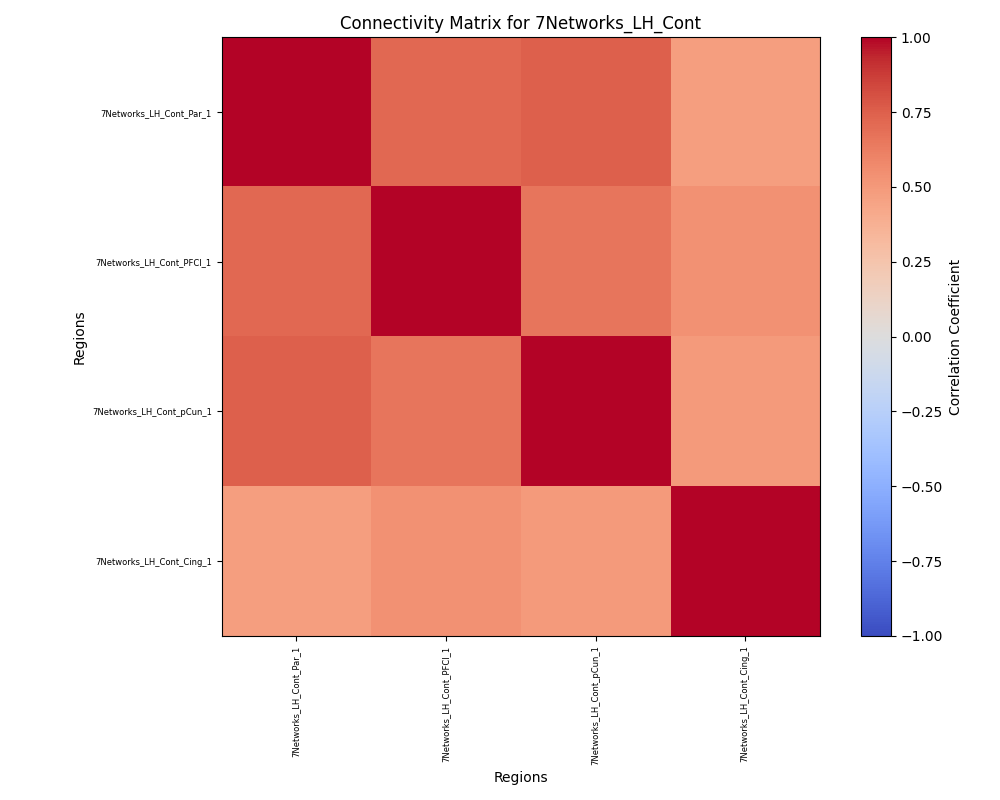 Connectivity Matrix for 7Networks_LH_Cont
7Networks_LH_Cont_Par_1
7Networks_LH_Cont_PFCl_1
7Networks_LH_Cont_pCun_1
7Networks_LH_Cont_Cing_1
Regions
7Networks_LH_Cont_Par_1
7Networks_LH_Cont_PFCl_1
7Networks_LH_Cont_pCun_1
7Networks_LH_Cont_Cing_1
Regions
1.00
0.75
0.50
0.25
0.00
−0.25
−0.50
−0.75
−1.00
Correlation Coefficient